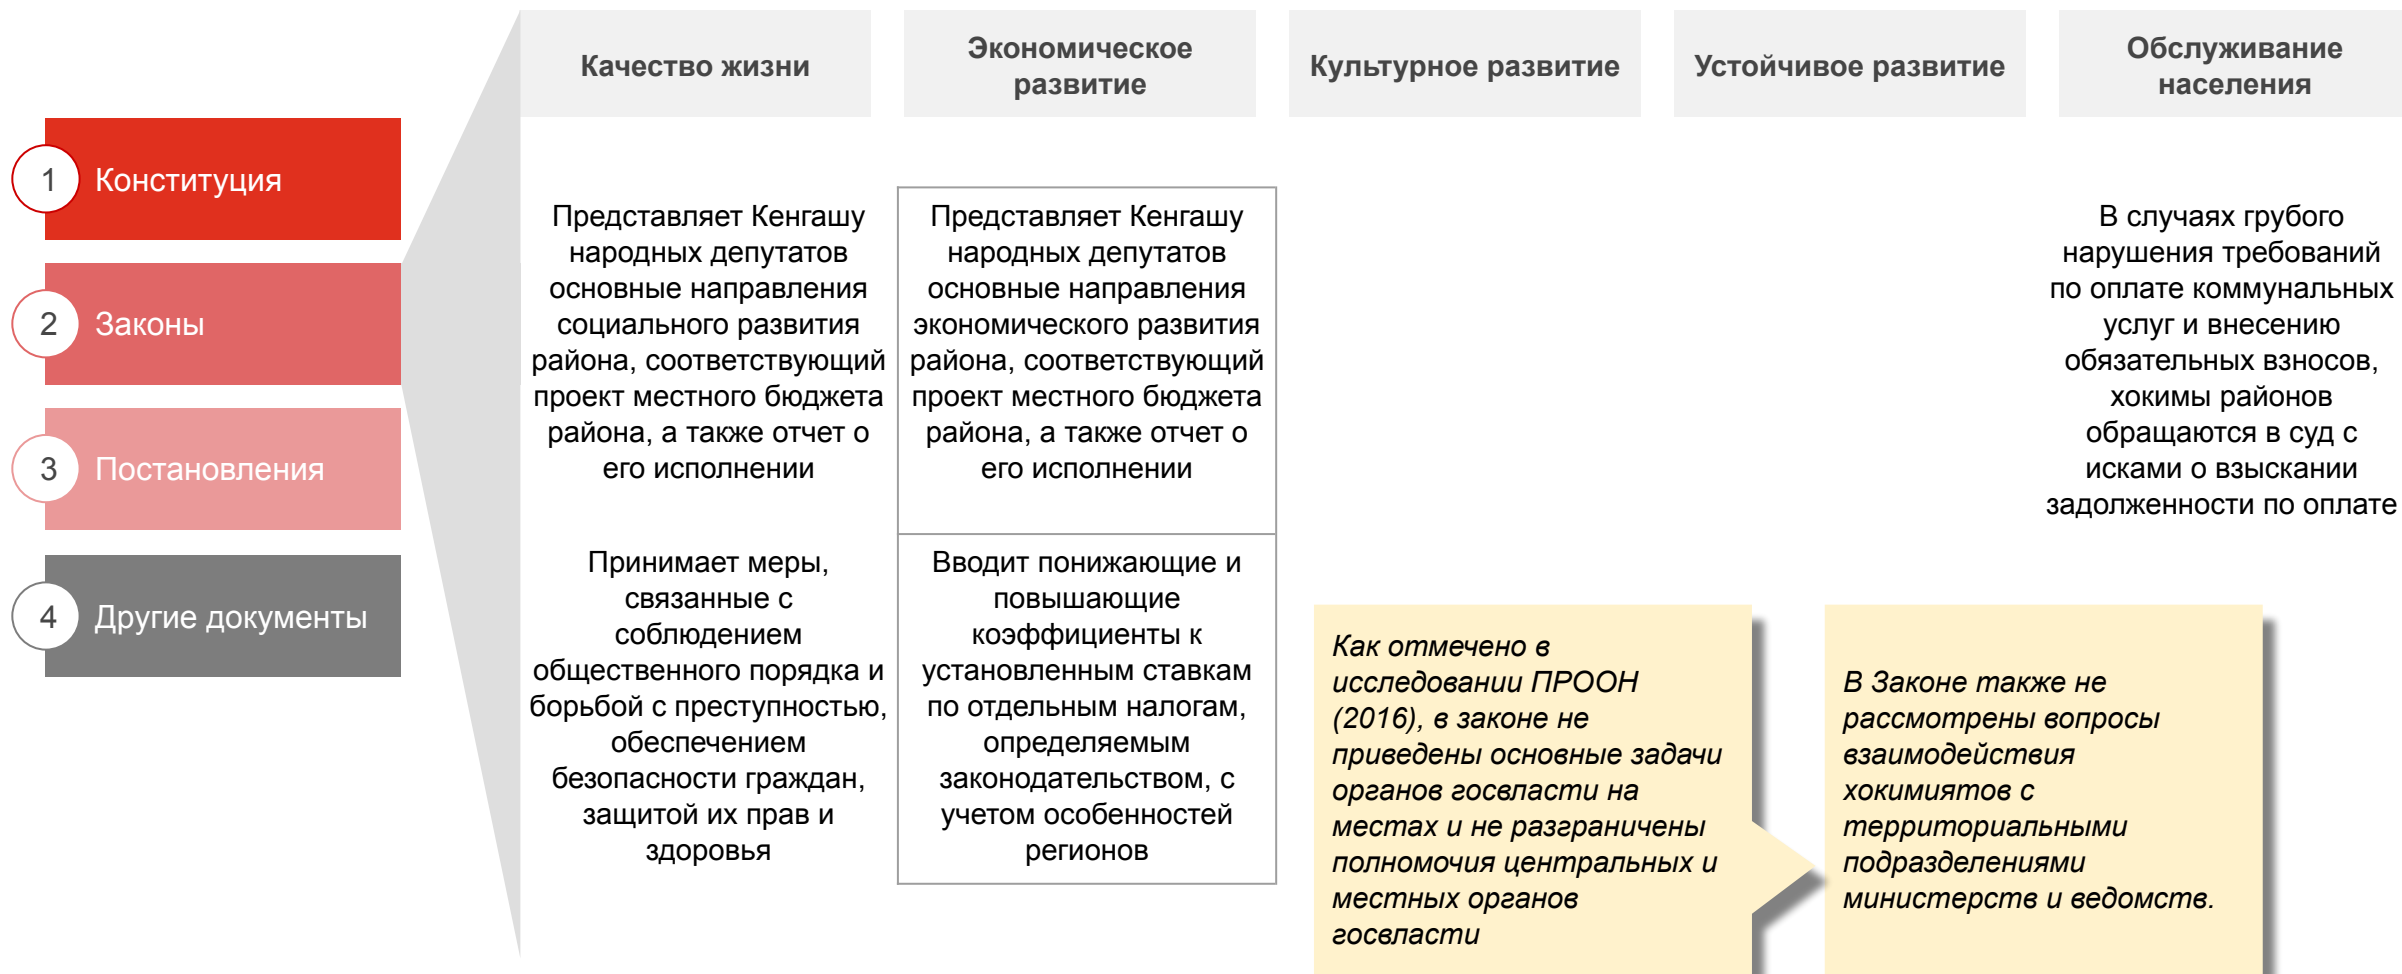 1
Конституция
2
Законы
3
Постановления
4
Другие документы
Качество жизни
Экономическое
развитие
Культурное развитие
Устойчивое развитие
Обслуживание
населения
Представляет Кенгашу
народных депутатов
основные направления
социального развития
района, соответствующий
проект местного бюджета
района, а также отчет о
его исполнении
Принимает меры,
связанные с
соблюдением
общественного порядка и
борьбой с преступностью,
обеспечением
безопасности граждан,
защитой их прав и
здоровья
Представляет Кенгашу
народных депутатов
основные направления
экономического развития
района, соответствующий
проект местного бюджета
района, а также отчет о
его исполнении
Вводит понижающие и
повышающие
коэффициенты к
установленным ставкам
по отдельным налогам,
определяемым
законодательством, с
учетом особенностей
регионов
В случаях грубого
нарушения требований
по оплате коммунальных
услуг и внесению
обязательных взносов,
хокимы районов
обращаются в суд с
исками о взыскании
задолженности по оплате
Как отмечено в
исследовании ПРООН
(2016), в законе не
приведены основные задачи
органов госвласти на
местах и не разграничены
полномочия центральных и
местных органов
госвласти
В Законе также не
рассмотрены вопросы
взаимодействия
хокимиятов с
территориальными
подразделениями
министерств и ведомств.